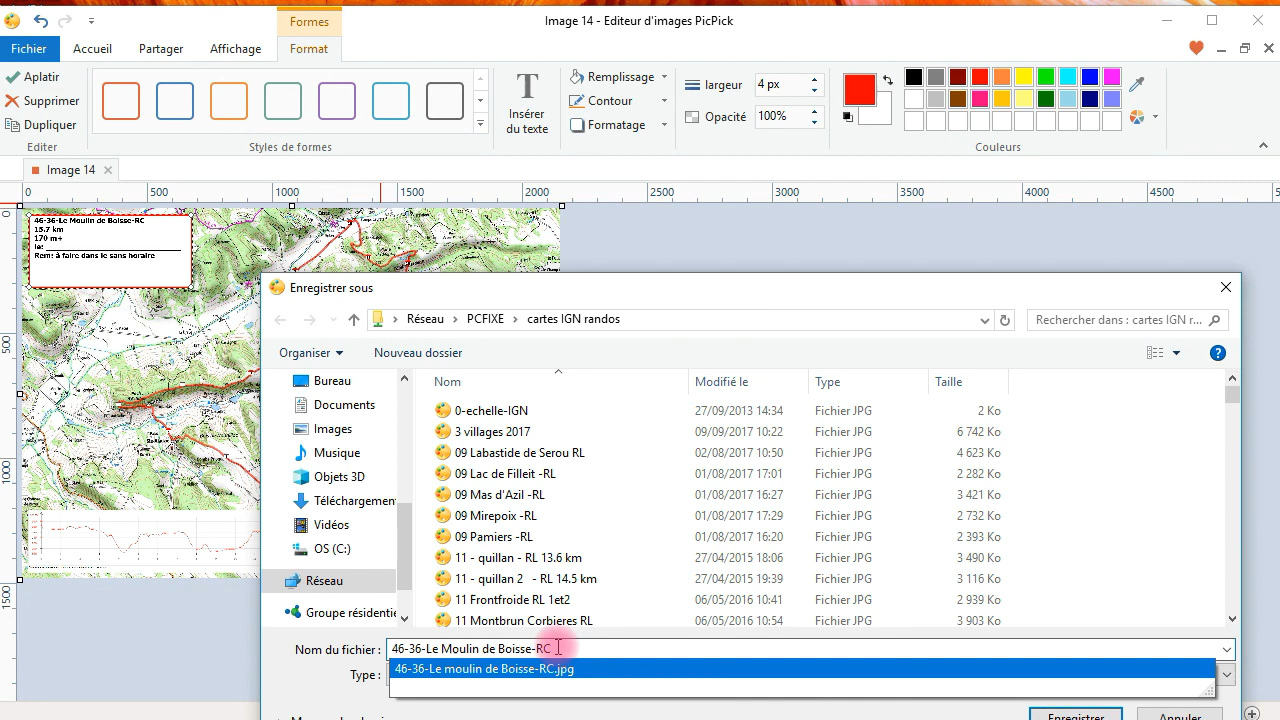 Image 14 - Editeur d'images PicPick
Formes
Fichier
Accueil
Partager
Affichage
Format
Aplatir
Supprimer
Dupliquer
Editer
Styles de formes
T
Insérer
du texte
Remplissage
Contour
Formatage
largeur
4 px
Opacité
100%
Couleurs
Image 14
0
500
1000
1500
2000
2500
3000
3500
4000
4500
0
500
1000
1500
46-36-Le Moulin de Boisse-RC
15.7 km
170 m+
le:
Rem: à faire dans le sens horaire
Enregistrer sous
Réseau
PCFIXE
cartes IGN randos
Rechercher dans : cartes IGN r...
Organiser
Nouveau dossier
Bureau
Documents
Images
Musique
Objets 3D
Téléchargemen
Vidéos
OS (C:)
Réseau
Groupe résidentie
Nom Modifié le Type Taille
0-echelle-IGN 27/09/2013 14:34 Fichier JPG 2 Ko
3 villages 2017 09/09/2017 10:22 Fichier JPG 6 742 Ko
09 Labastide de Serou RL 02/08/2017 10:50 Fichier JPG 4 623 Ko
09 Lac de Filleit -RL 01/08/2017 17:01 Fichier JPG 2 282 Ko
09 Mas d'Azil -RL 01/08/2017 16:27 Fichier JPG 3 421 Ko
09 Mirepoix -RL 01/08/2017 17:29 Fichier JPG 2 732 Ko
09 Pamiers -RL 01/08/2017 16:20 Fichier JPG 2 393 Ko
11 - quillan - RL 13.6 km 27/04/2015 18:06 Fichier JPG 3 490 Ko
11 - quillan 2 - RL 14.5 km 27/04/2015 19:39 Fichier JPG 3 116 Ko
11 Frontfroide RL 1et2 06/05/2016 10:41 Fichier JPG 2 939 Ko
11 Montbrun Corbieres RL 06/05/2016 10:54 Fichier JPG 3 903 Ko
Nom du fichier : 46-36-Le Moulin de Boisse-RC
46-36-Le moulin de Boisse-RC.jpg
Type :
Enregistrer
Annuler